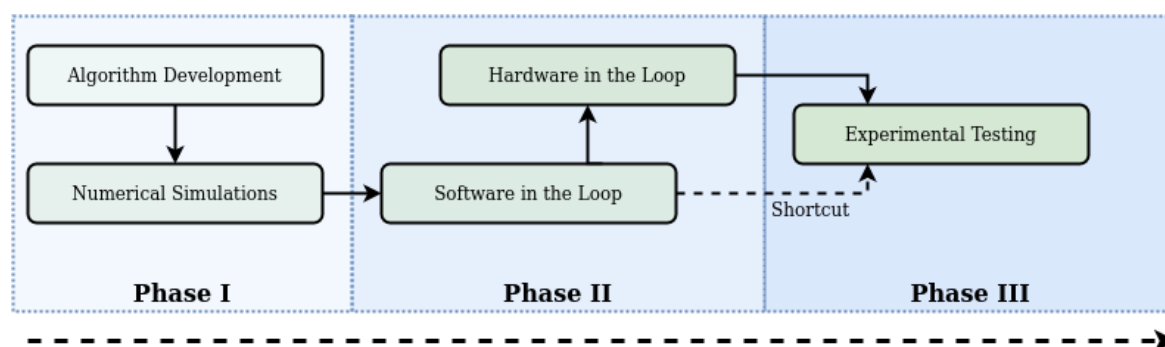 Algorithm Development
Hardware in the Loop
Experimental Testing
Numerical Simulations
Software in the Loop
Shortcut
Phase I
Phase II
Phase III